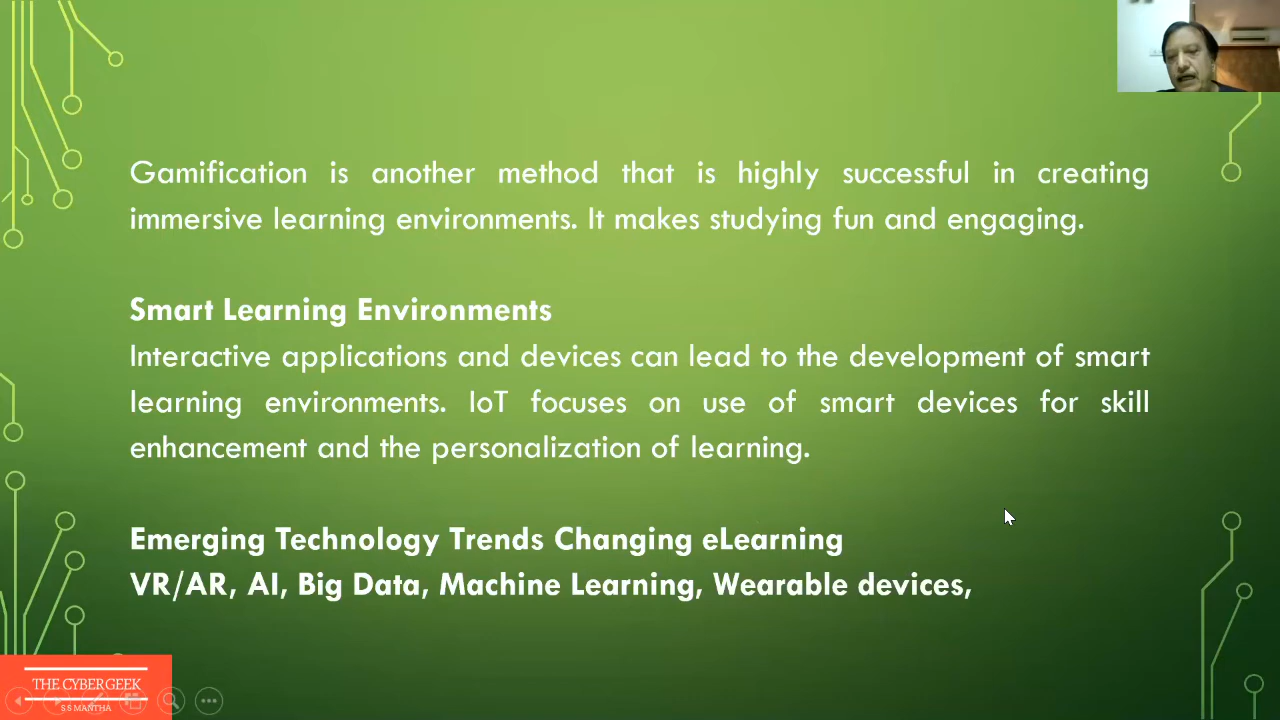 Gamification is another method that is highly successful in creating
immersive learning environments. It makes studying fun and engaging.
Smart Learning Environments
Interactive applications and devices can lead to the development of smart
learning environments. IoT focuses on use of smart devices for skill
enhancement and the personalization of learning.
Emerging Technology Trends Changing eLearning
VR/AR, AI, Big Data, Machine Learning, Wearable devices,
THE CYBERGEEK
S S MANTHA